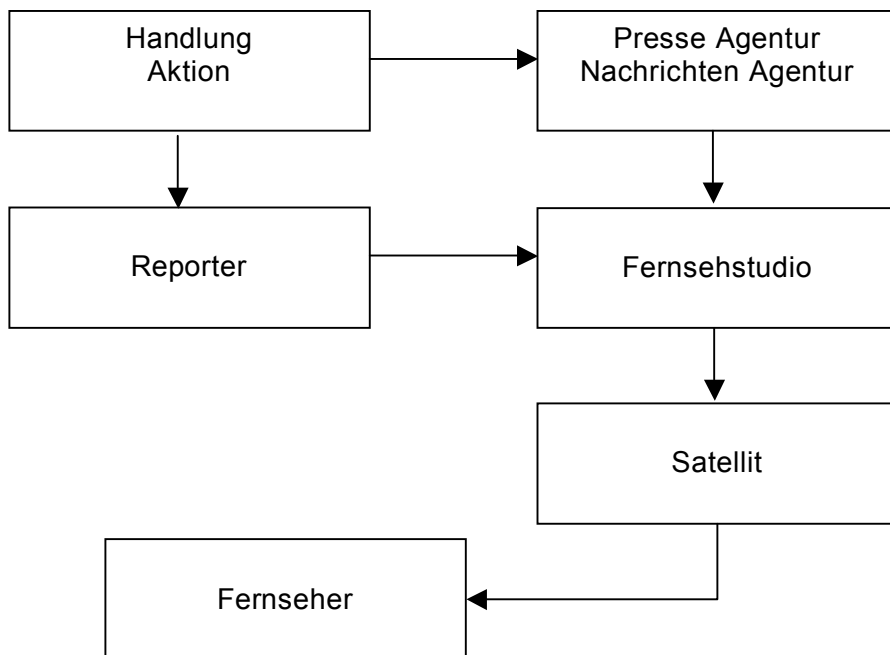 Handlung
Aktion
Presse Agentur
Nachrichten Agentur
Reporter
Fernsehstudio
Satellit
Fernseher